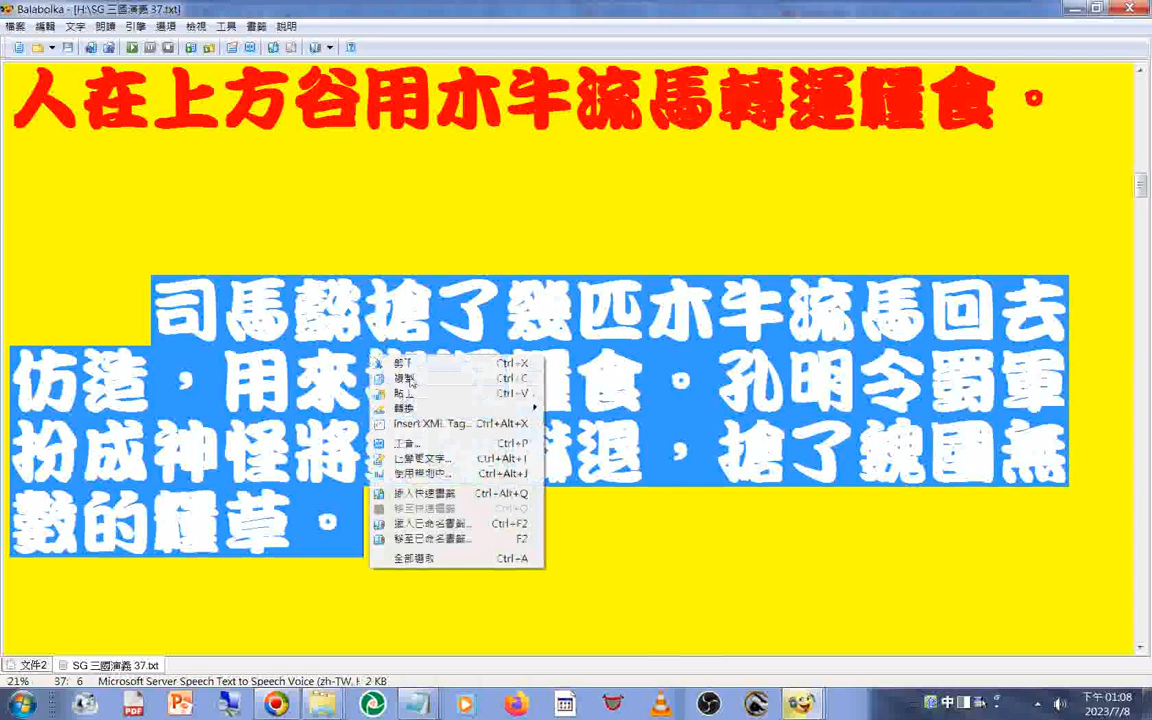 Balabolka - [H:\SG 三國演義 37.txt]
檔案 編輯 文字 朗讀 引擎 選項 檢視 工具 書籤 說明
人在上方谷用木牛流馬轉運糧食。
司馬懿搶了幾匹木牛流馬回去
仿造，用來 食。孔明令蜀軍
扮成神怪將 退，搶了魏國無
數的糧草。
剪下 Ctrl+X
複製 Ctrl+C
貼上 Ctrl+V
轉換
Insert XML Tag... Ctrl+Alt+X
正音... Ctrl+P
已變更文字... Ctrl+Alt+T
使用規則中... Ctrl+Alt+J
插入快速書籤 Ctrl+Alt+Q
移至快速書籤 Ctrl+Q
插入已命名書籤... Ctrl+F2
移至已命名書籤... F2
全部選取 Ctrl+A
文件2 SG 三國演義 37.txt
21% 37: 6 Microsoft Server Speech Text to Speech Voice (zh-TW, H 2 KB
中
下午 01:08
2023/7/8